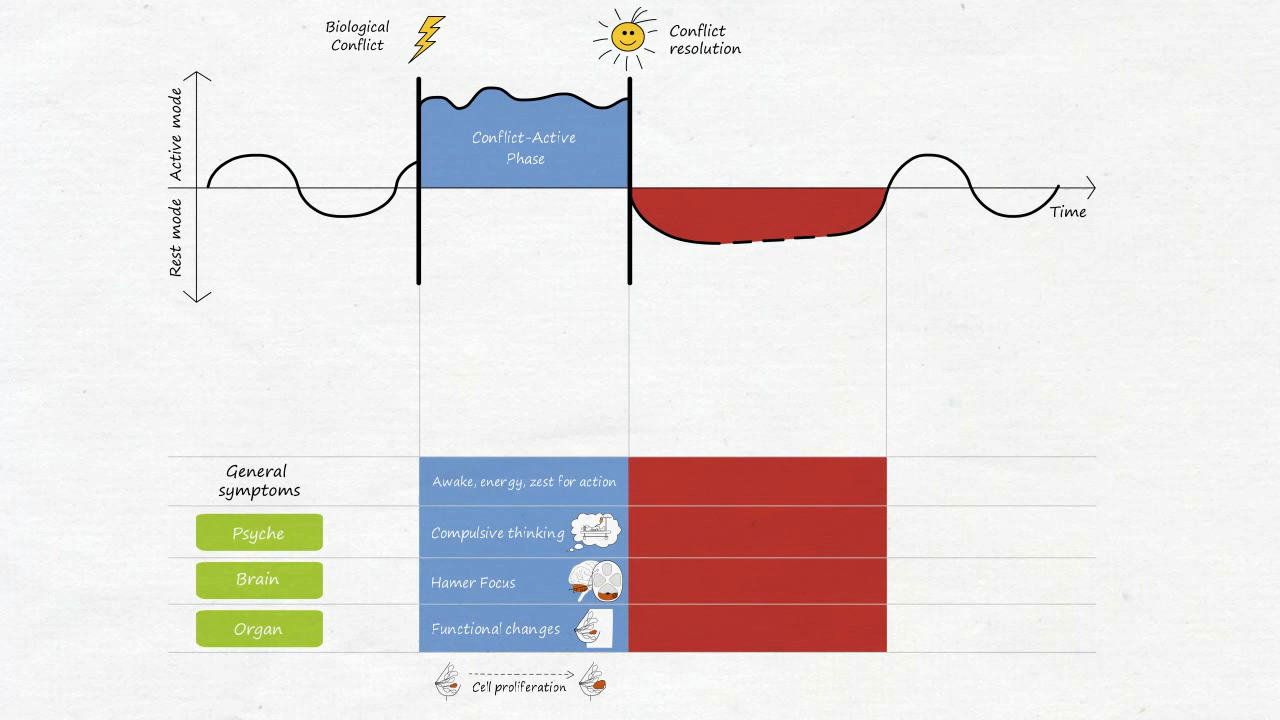 Biological
Conflict
Conflict
resolution
Active mode
Rest mode
Conflict-Active
Phase
Time
General
symptoms
Awake, energy, zest for action
Psyche
Compulsive thinking
Brain
Hamer Focus
Organ
Functional changes
Cell proliferation